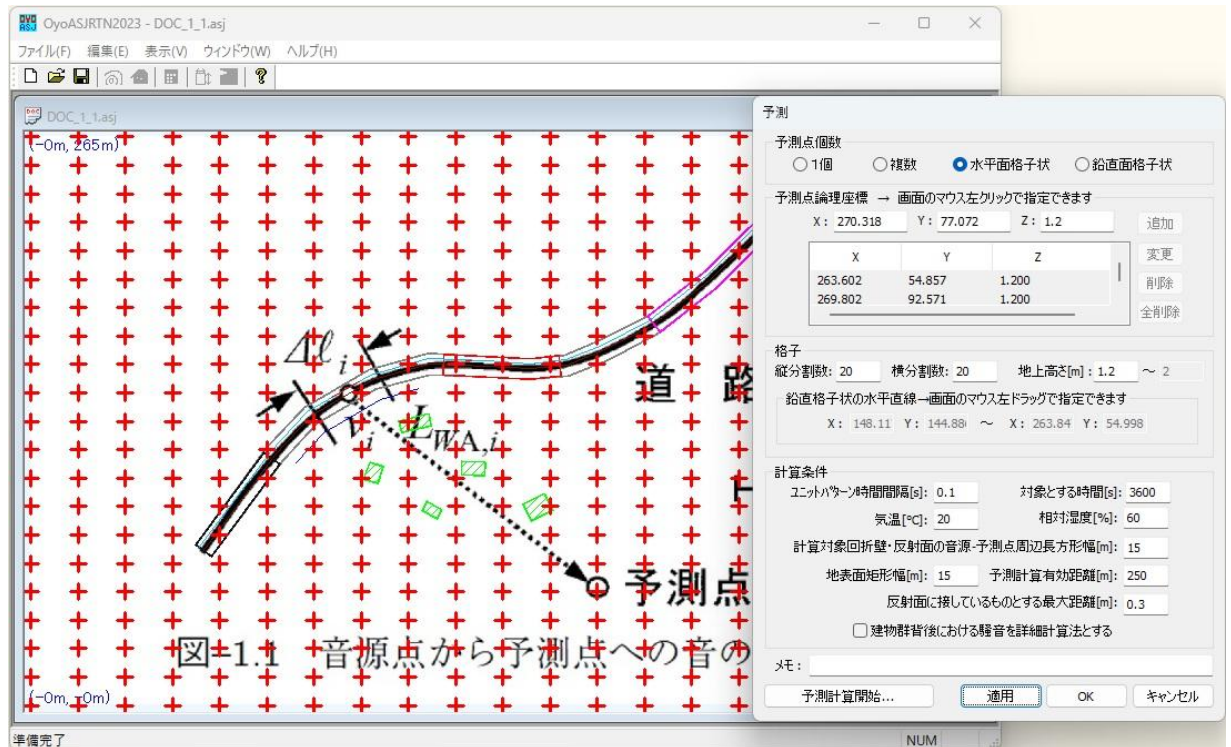 OyoASJRTN2023 - DOC_1_1.asj
ファイル(F) 編集(E) 表示(V) ウィンドウ(W) ヘルプ(H)
DOC_1_1.asj
(-0m, 265m)
Δℓi
ri
LWA,i
道 路
予測点
図-1.1 音源点から予測点への音の
(-0m, -0m)
準備完了
NUM
予測
予測点個数
1個 複数 水平面格子状 鉛直面格子状
予測点論理座標 → 画面のマウス左クリックで指定できます
X: 270.318 Y: 77.072 Z: 1.2 追加
X Y Z 変更
263.602 54.857 1.200 削除
269.802 92.571 1.200
全削除
格子
縦分割数: 20 横分割数: 20 地上高さ[m]: 1.2 ~ 2
鉛直格子状の水平直線→画面のマウス左ドラッグで指定できます
X: 148.11 Y: 144.88 ~ X: 263.84 Y: 54.998
計算条件
ユニットパターン時間間隔[s]: 0.1 対象とする時間[s]: 3600
気温[°C]: 20 相対湿度[%]: 60
計算対象回折壁・反射面の音源-予測点周辺長方形幅[m]: 15
地表面矩形幅[m]: 15 予測計算有効距離[m]: 250
反射面に接しているものとする最大距離[m]: 0.3
建物群背後における騒音を詳細計算法とする
メモ:
予測計算開始... 適用 OK キャンセル